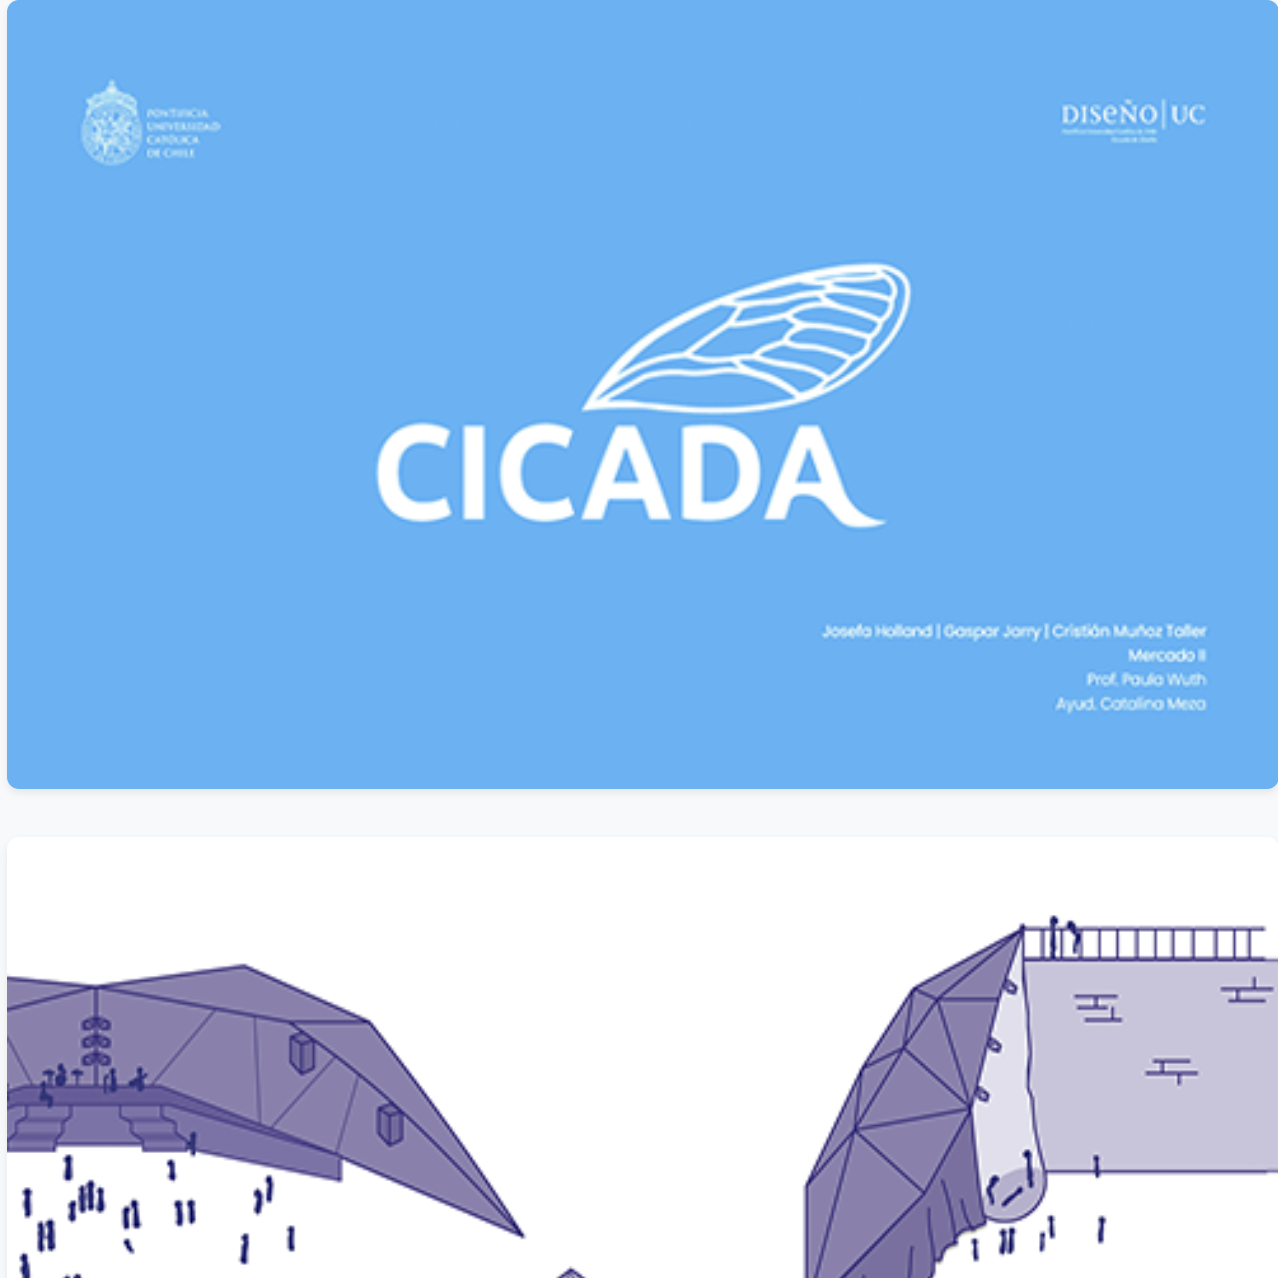 PONTIFICIA
UNIVERSIDAD
CATÓLICA
DE CHILE
DISEÑO | UC
CICADA
Josefa Holland | Gaspar Jarry | Cristián Muñoz Taller
Mercado II
Prof. Paula Wuth
Ayud. Catalina Meza